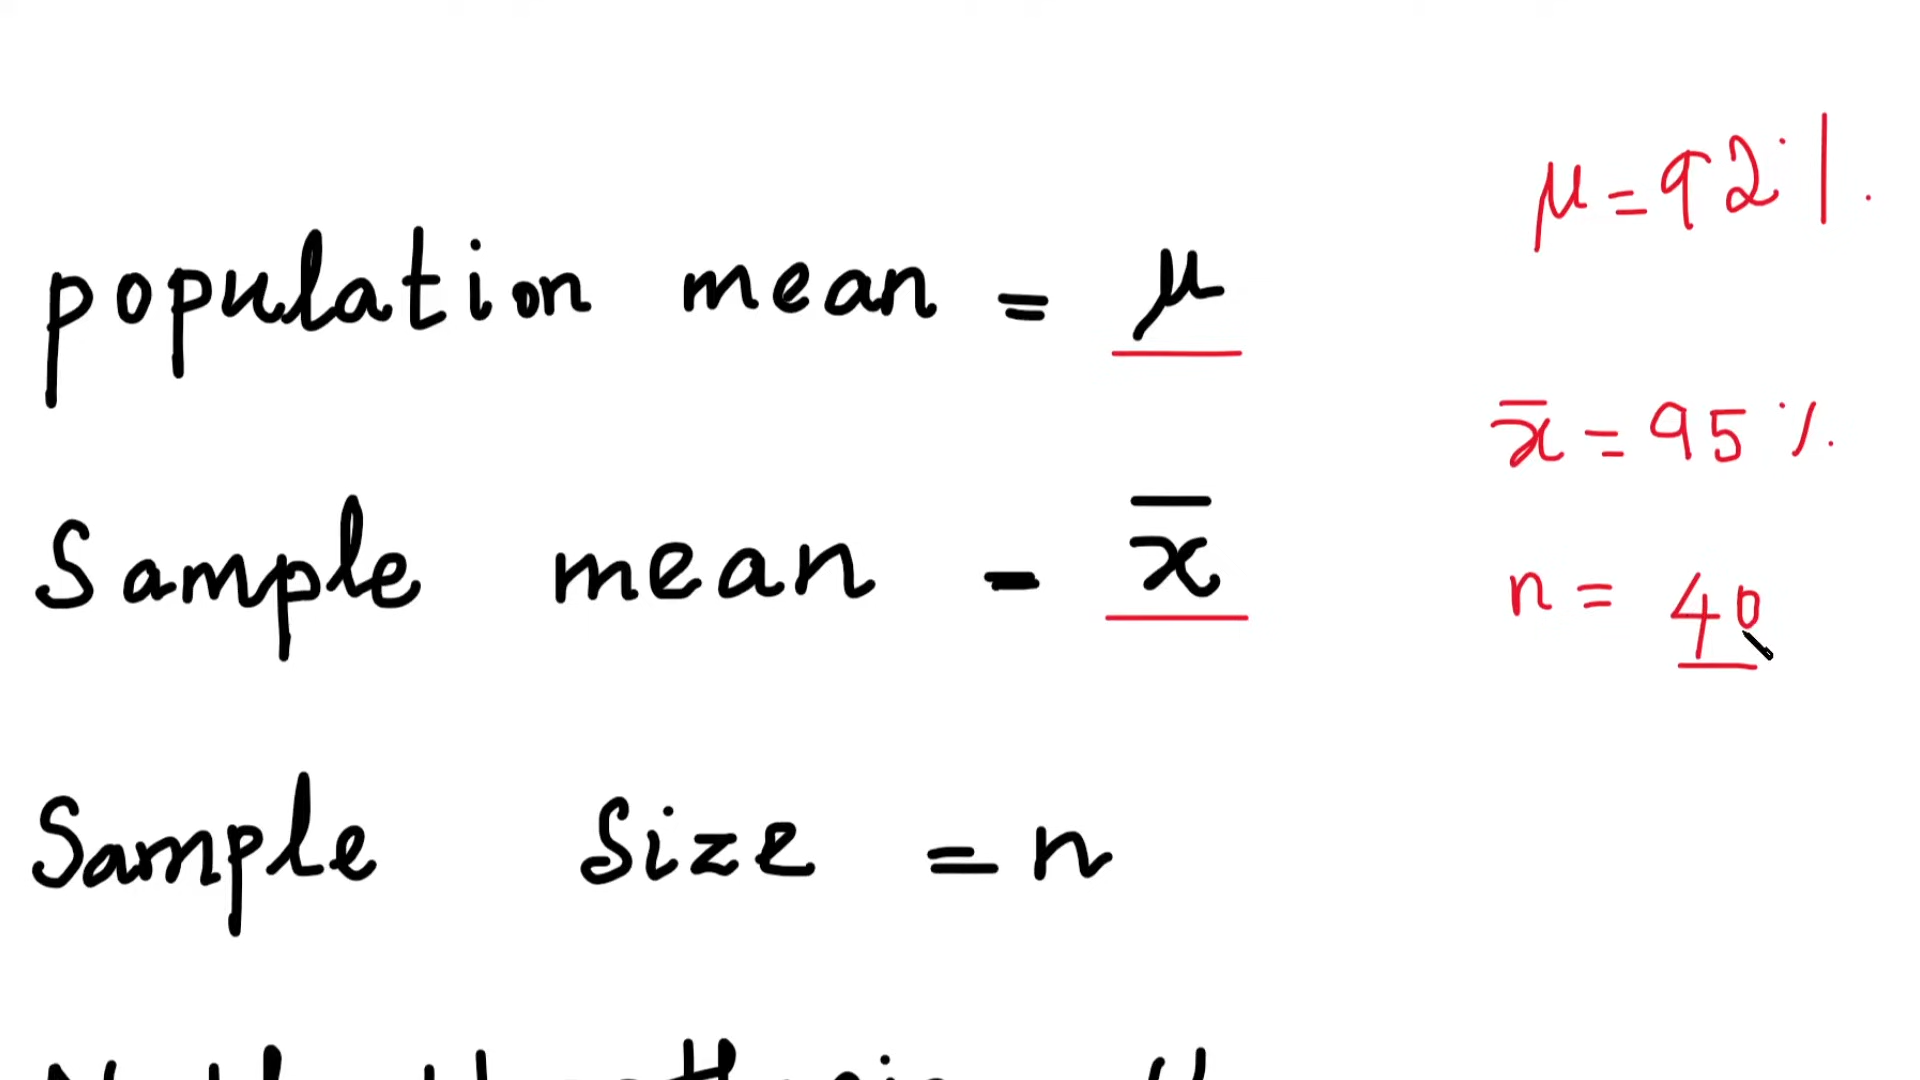 μ = 92%
population mean = μ
x̄ = 95%
Sample mean = x̄
n = 40
Sample Size = n